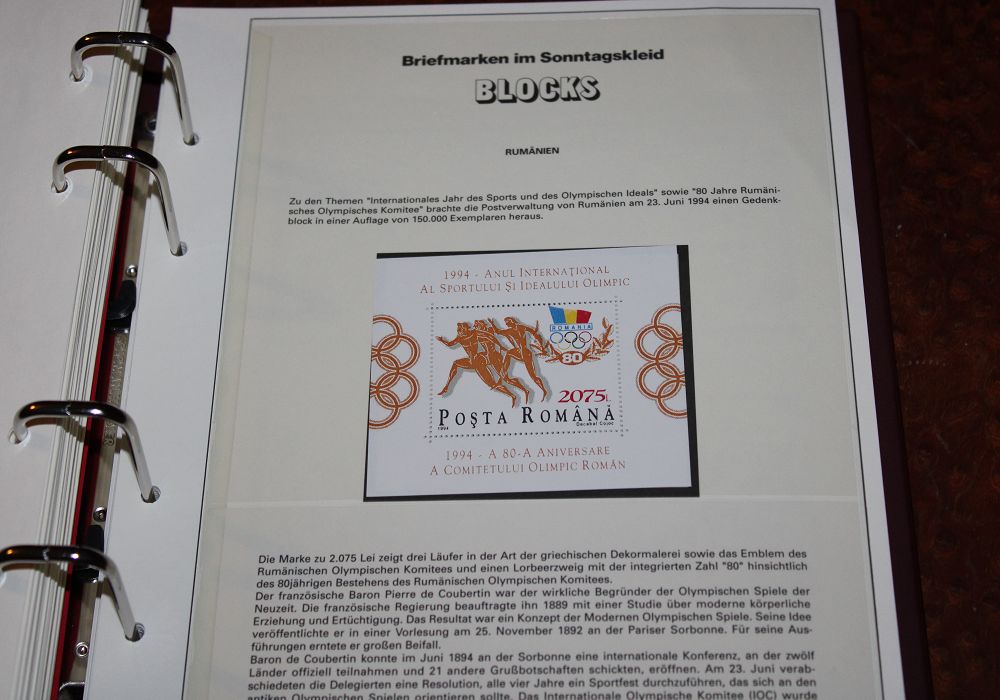 Briefmarken im Sonntagskleid
BLOCKS
RUMÄNIEN
Zu den Themen "Internationales Jahr des Sports und des Olympischen Ideals" sowie "80 Jahre Rumäni-
sches Olympisches Komitee" brachte die Postverwaltung von Rumänien am 23. Juni 1994 einen Gedenk-
block in einer Auflage von 150.000 Exemplaren heraus.
1994 - ANUL INTERNAȚIONAL
AL SPORTULUI ȘI IDEALULUI OLIMPIC
ROMANIA
80
2075L
POȘTA ROMÂNĂ
1994 Decebal Cojoc
1994 - A 80-A ANIVERSARE
A COMITETULUI OLIMPIC ROMÂN
Die Marke zu 2.075 Lei zeigt drei Läufer in der Art der griechischen Dekormalerei sowie das Emblem des
Rumänischen Olympischen Komitees und einen Lorbeerzweig mit der integrierten Zahl "80" hinsichtlich
des 80jährigen Bestehens des Rumänischen Olympischen Komitees.
Der französische Baron Pierre de Coubertin war der wirkliche Begründer der Olympischen Spiele der
Neuzeit. Die französische Regierung beauftragte ihn 1889 mit einer Studie über moderne körperliche
Erziehung und Ertüchtigung. Das Resultat war ein Konzept der Modernen Olympischen Spiele. Seine Idee
veröffentlichte er in einer Vorlesung am 25. November 1892 an der Pariser Sorbonne. Für seine Aus-
führungen erntete er großen Beifall.
Baron de Coubertin konnte im Juni 1894 an der Sorbonne eine internationale Konferenz, an der zwölf
Länder offiziell teilnahmen und 21 andere Grußbotschaften schickten, eröffnen. Am 23. Juni verab-
schiedeten die Delegierten eine Resolution, alle vier Jahre ein Sportfest durchzuführen, das sich an den
antiken Olympischen Spielen orientieren sollte. Das Internationale Olympische Komitee (IOC) wurde